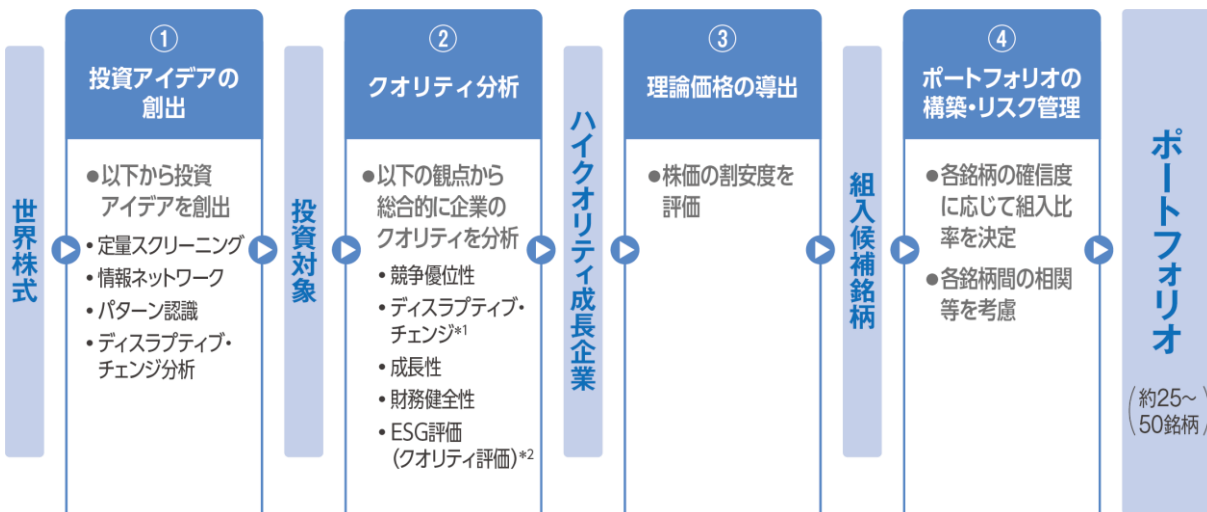 世界株式
①
投資アイデアの
創出
●以下から投資
アイデアを創出
・定量スクリーニング
・情報ネットワーク
・パターン認識
・ディスラプティブ・
チェンジ分析
投資対象
②
クオリティ分析
●以下の観点から
総合的に企業の
クオリティを分析
・競争優位性
・ディスラプティブ・
チェンジ*1
・成長性
・財務健全性
・ESG評価
(クオリティ評価)*2
ハイクオリティ成長企業
③
理論価格の導出
●株価の割安度を
評価
組入候補銘柄
④
ポートフォリオの
構築・リスク管理
●各銘柄の確信度
に応じて組入比
率を決定
●各銘柄間の相関
等を考慮
ポートフォリオ
(約25～
50銘柄)